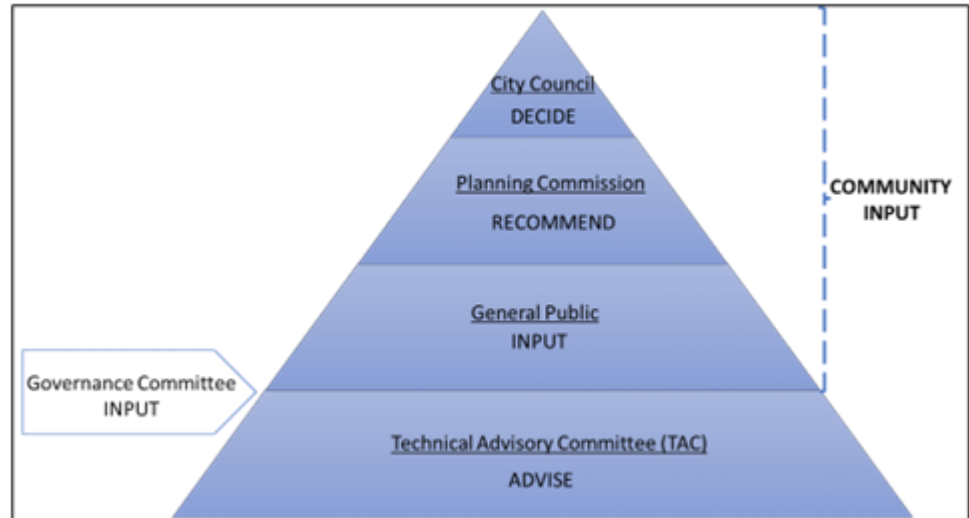 City Council
DECIDE
Planning Commission
RECOMMEND
COMMUNITY
INPUT
General Public
INPUT
Governance Committee
INPUT
Technical Advisory Committee (TAC)
ADVISE